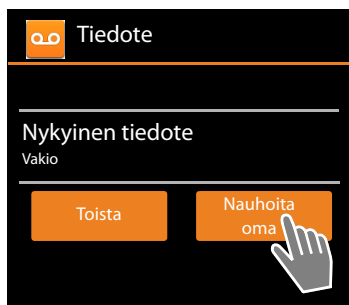 Tiedote
Nykyinen tiedote
Vakio
Toista
Nauhoita
oma